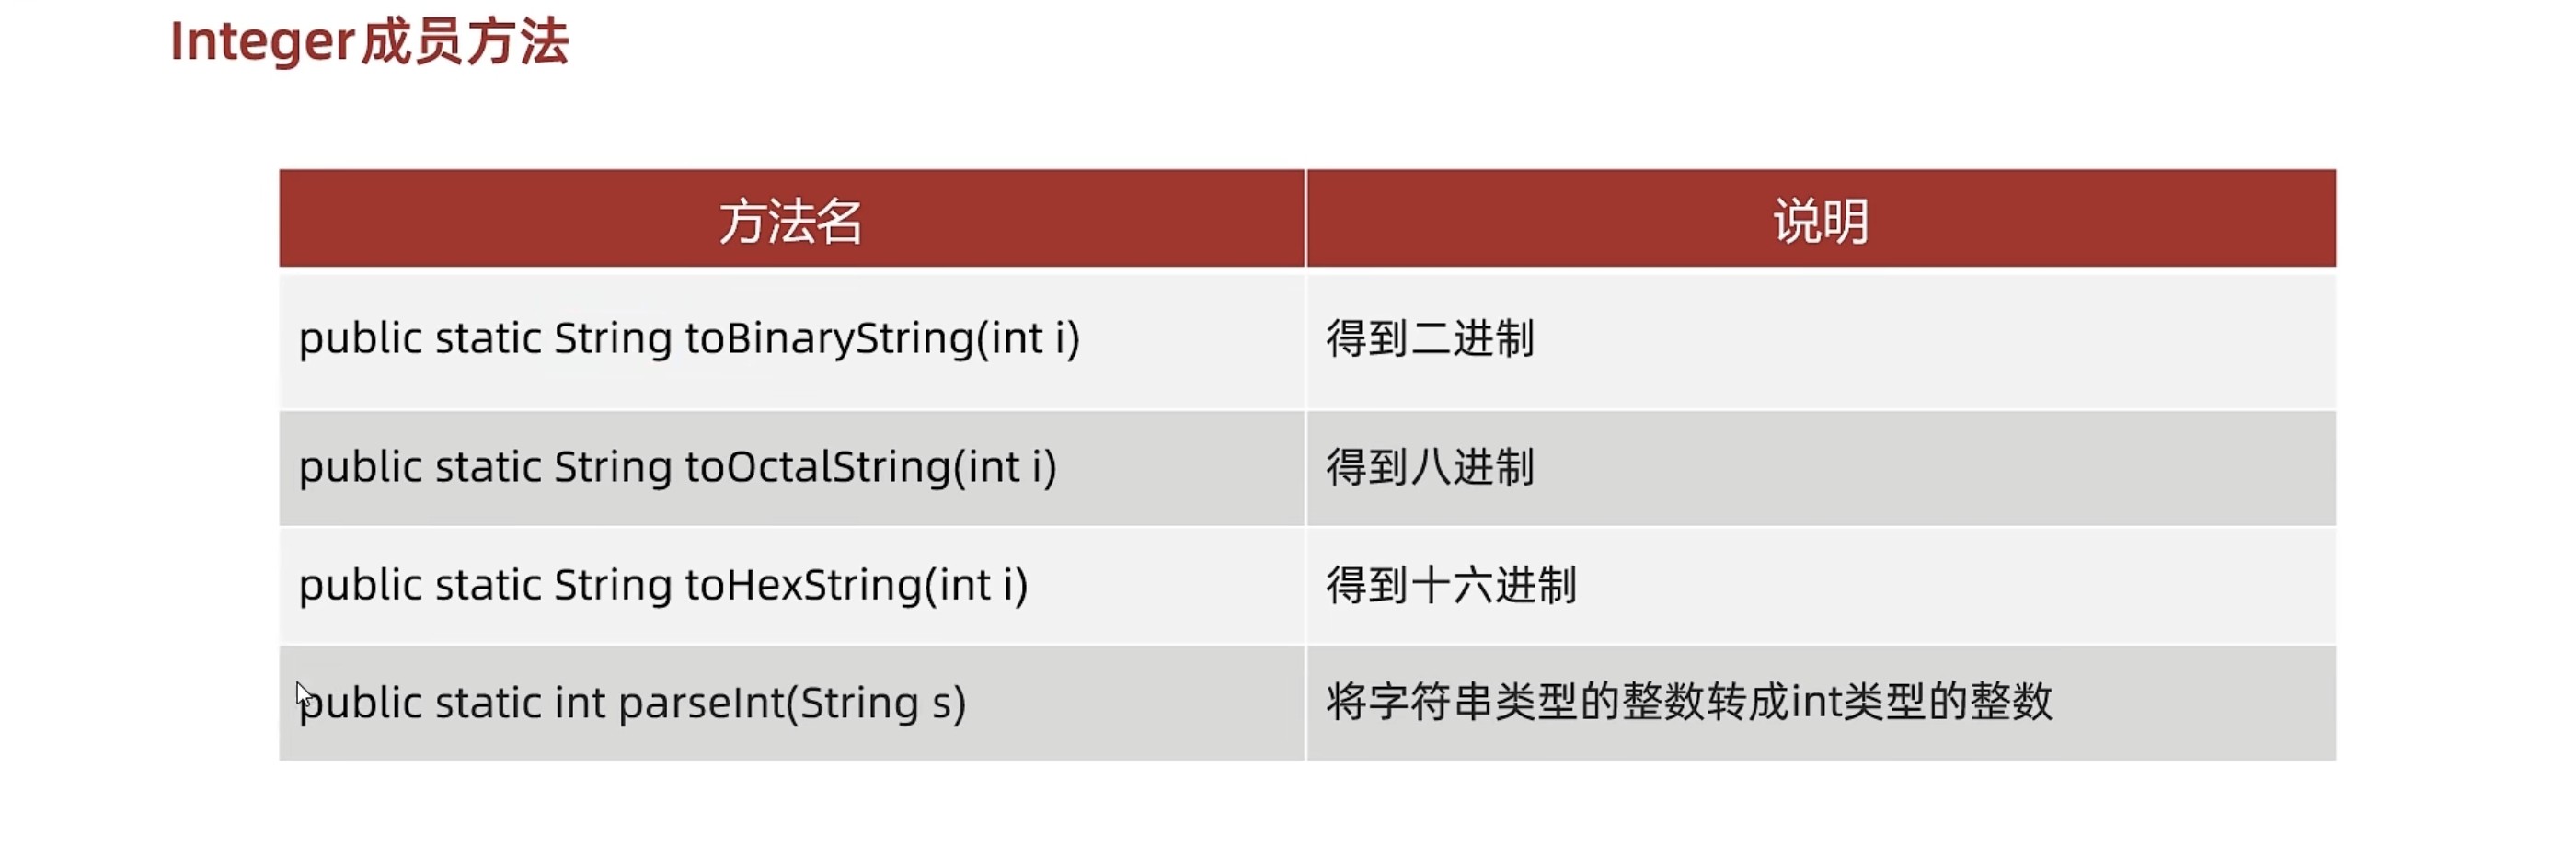 Integer成员方法
方法名 说明
public static String toBinaryString(int i) 得到二进制
public static String toOctalString(int i) 得到八进制
public static String toHexString(int i) 得到十六进制
public static int parseInt(String s) 将字符串类型的整数转成int类型的整数